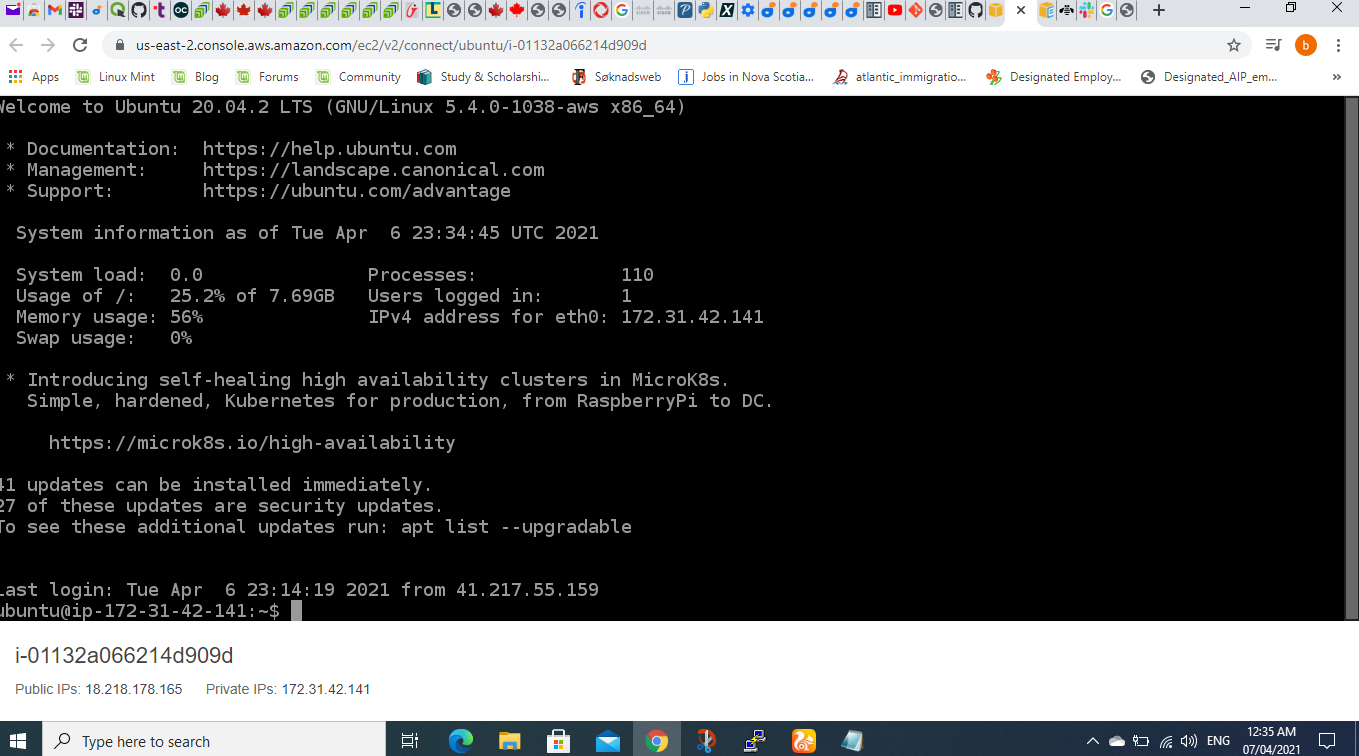 us-east-2.console.aws.amazon.com/ec2/v2/connect/ubuntu/i-01132a066214d909d
b
Apps Linux Mint Blog Forums Community Study & Scholarshi... Søknadsweb Jobs in Nova Scotia... atlantic_immigratio... Designated Employ... Designated_AIP_em... »
Welcome to Ubuntu 20.04.2 LTS (GNU/Linux 5.4.0-1038-aws x86_64)
* Documentation: https://help.ubuntu.com
* Management: https://landscape.canonical.com
* Support: https://ubuntu.com/advantage
System information as of Tue Apr 6 23:34:45 UTC 2021
System load: 0.0 Processes: 110
Usage of /: 25.2% of 7.69GB Users logged in: 1
Memory usage: 56% IPv4 address for eth0: 172.31.42.141
Swap usage: 0%
* Introducing self-healing high availability clusters in MicroK8s.
Simple, hardened, Kubernetes for production, from RaspberryPi to DC.
https://microk8s.io/high-availability
41 updates can be installed immediately.
27 of these updates are security updates.
To see these additional updates run: apt list --upgradable
Last login: Tue Apr 6 23:14:19 2021 from 41.217.55.159
ubuntu@ip-172-31-42-141:~$
i-01132a066214d909d
Public IPs: 18.218.178.165 Private IPs: 172.31.42.141
Type here to search
ENG
12:35 AM
07/04/2021